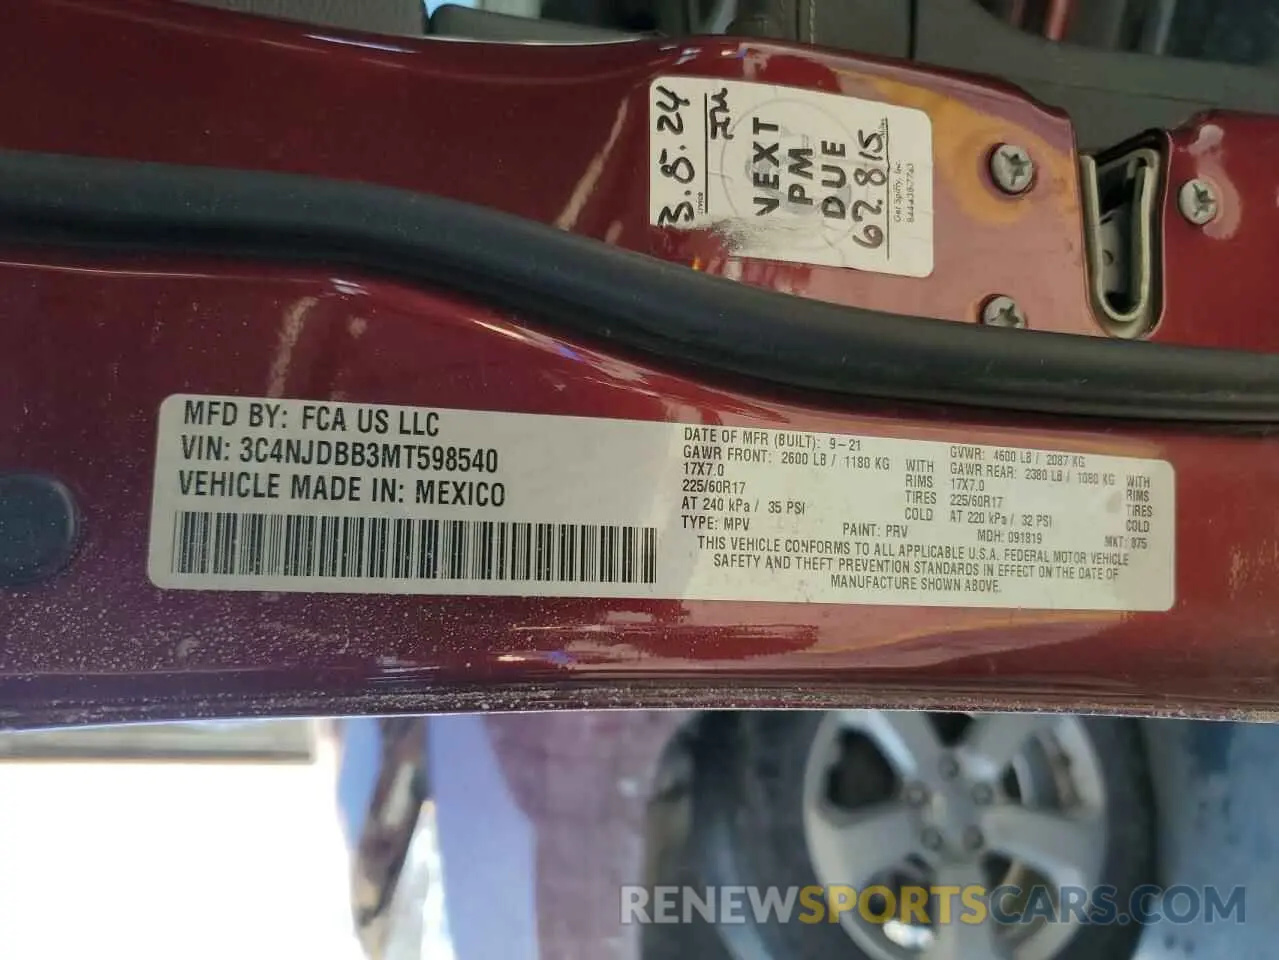 3.8.24
IM
NEXT
PM
DUE
62.815
MFD BY: FCA US LLC
VIN: 3C4NJDBB3MT598540
VEHICLE MADE IN: MEXICO
DATE OF MFR (BUILT): 9-21
GAWR FRONT: 2600 LB / 1180 KG WITH
17X7.0 RIMS
225/60R17 TIRES
AT 240 kPa / 35 PSI COLD
TYPE: MPV
GVWR: 4600 LB / 2087 KG
GAWR REAR: 2380 LB / 1080 KG WITH
17X7.0 RIMS
225/60R17 TIRES
AT 220 kPa / 32 PSI COLD
PAINT: PRV MDH: 091819 MKT: 875
THIS VEHICLE CONFORMS TO ALL APPLICABLE U.S.A. FEDERAL MOTOR VEHICLE
SAFETY AND THEFT PREVENTION STANDARDS IN EFFECT ON THE DATE OF
MANUFACTURE SHOWN ABOVE.
RENEWSPORTSCARS.COM